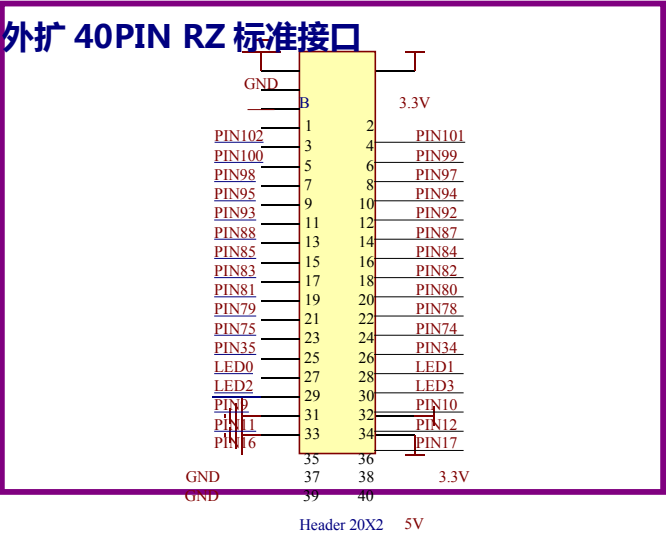 外扩 40PIN RZ 标准接口
GND
B 3.3V
1 2
PIN102 3 4 PIN101
PIN100 5 6 PIN99
PIN98 7 8 PIN97
PIN95 9 10 PIN94
PIN93 11 12 PIN92
PIN88 13 14 PIN87
PIN85 15 16 PIN84
PIN83 17 18 PIN82
PIN81 19 20 PIN80
PIN79 21 22 PIN78
PIN75 23 24 PIN74
PIN35 25 26 PIN34
LED0 27 28 LED1
LED2 29 30 LED3
PIN9 31 32 PIN10
PIN11 33 34 PIN12
PIN16 PIN17
35 36
GND 37 38 3.3V
GND 39 40
Header 20X2 5V